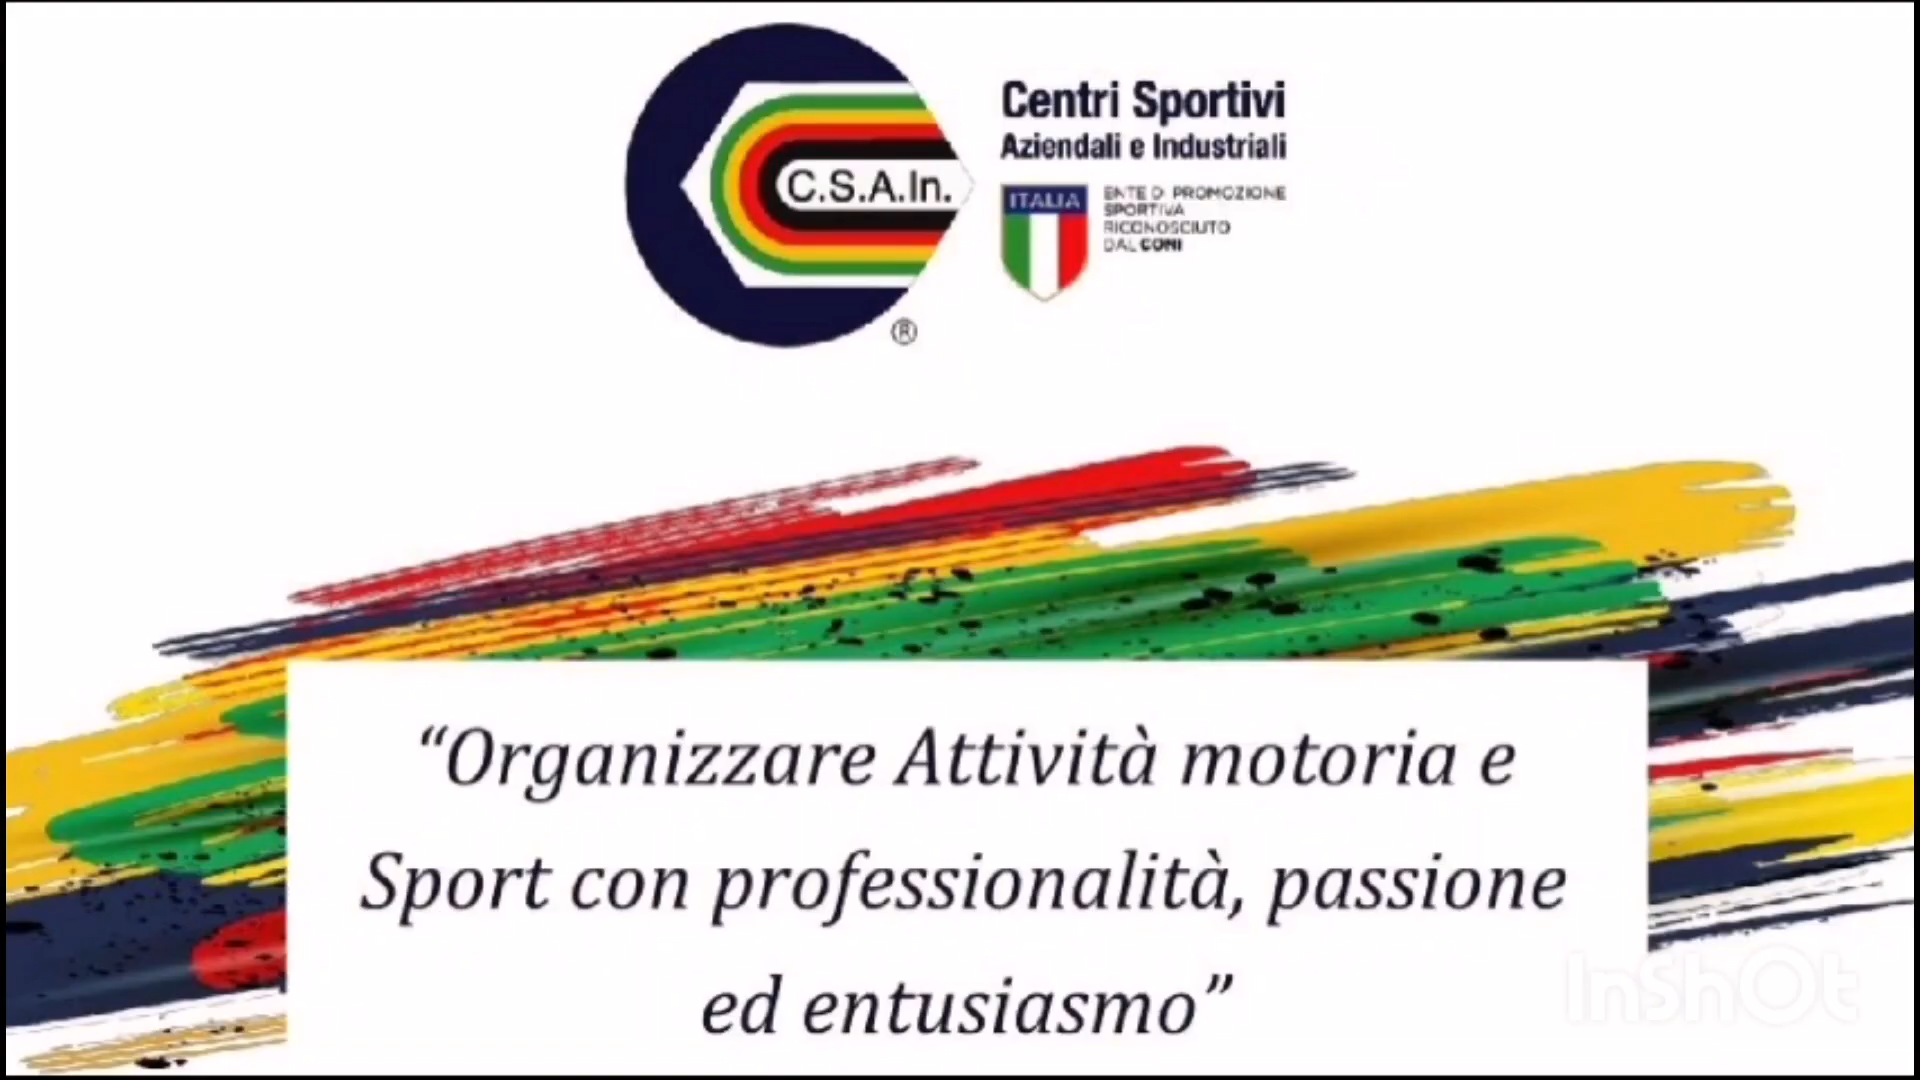 C.S.A.In.
®
Centri Sportivi
Aziendali e Industriali
ITALIA
ENTE DI PROMOZIONE
SPORTIVA
RICONOSCIUTO
DAL CONI
“Organizzare Attività motoria e
Sport con professionalità, passione
ed entusiasmo”
InShOt